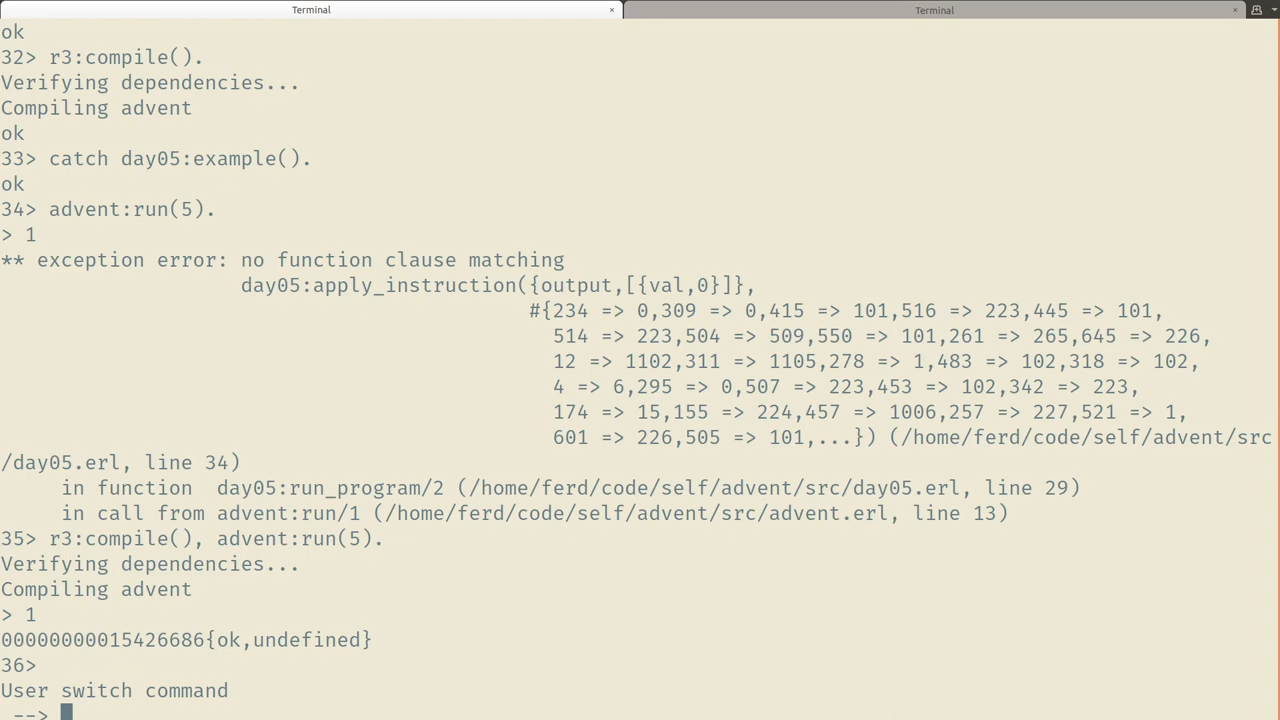 Terminal × Terminal ×
ok
32> r3:compile().
Verifying dependencies...
Compiling advent
ok
33> catch day05:example().
ok
34> advent:run(5).
> 1
** exception error: no function clause matching
day05:apply_instruction({output,[{val,0}]},
#{234 => 0,309 => 0,415 => 101,516 => 223,445 => 101,
514 => 223,504 => 509,550 => 101,261 => 265,645 => 226,
12 => 1102,311 => 1105,278 => 1,483 => 102,318 => 102,
4 => 6,295 => 0,507 => 223,453 => 102,342 => 223,
174 => 15,155 => 224,457 => 1006,257 => 227,521 => 1,
601 => 226,505 => 101,...}) (/home/ferd/code/self/advent/src
/day05.erl, line 34)
in function  day05:run_program/2 (/home/ferd/code/self/advent/src/day05.erl, line 29)
in call from advent:run/1 (/home/ferd/code/self/advent/src/advent.erl, line 13)
35> r3:compile(), advent:run(5).
Verifying dependencies...
Compiling advent
> 1
00000000015426686{ok,undefined}
36>
User switch command
-->